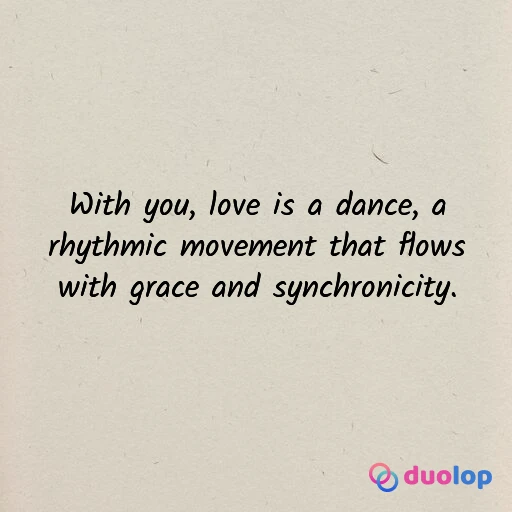 With you, love is a dance, a
rhythmic movement that flows
with grace and synchronicity.
duolop